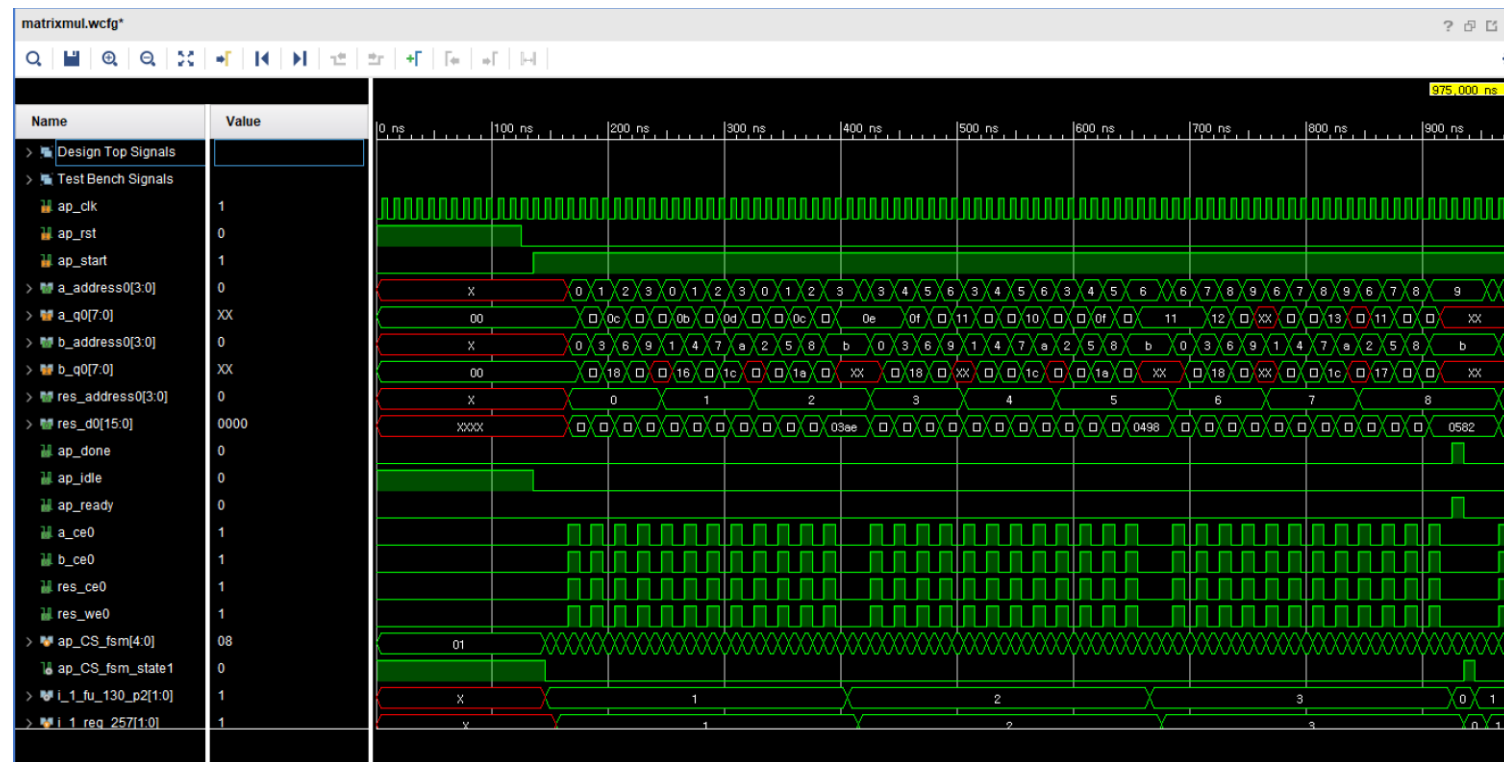 matrixmul.wcfg*
975,000 ns
Name Value
0 ns 100 ns 200 ns 300 ns 400 ns 500 ns 600 ns 700 ns 800 ns 900 ns
Design Top Signals
Test Bench Signals
ap_clk 1
ap_rst 0
ap_start 1
a_address0[3:0] 0 X 0 1 2 3 0 1 2 3 0 1 2 3 3 4 5 6 3 4 5 6 3 4 5 6 6 7 8 9 6 7 8 9 6 7 8 9
a_q0[7:0] XX 00 0c 0b 0d 0c 0e 0f 11 10 0f 11 12 XX 13 11 XX
b_address0[3:0] 0 X 0 3 6 9 1 4 7 a 2 5 8 b 0 3 6 9 1 4 7 a 2 5 8 b 0 3 6 9 1 4 7 a 2 5 8 b
b_q0[7:0] XX 00 18 16 1c 1a XX 18 XX 1c 1a XX 18 XX 1c 17 XX
res_address0[3:0] 0 X 0 1 2 3 4 5 6 7 8
res_d0[15:0] 0000 XXXX 03ae 0498 0582
ap_done 0
ap_idle 0
ap_ready 0
a_ce0 1
b_ce0 1
res_ce0 1
res_we0 1
ap_CS_fsm[4:0] 08 01
ap_CS_fsm_state1 0
i_1_fu_130_p2[1:0] 1 X 1 2 3 0 1
i_1_reg_257[1:0] 1 X 1 2 3 0 1